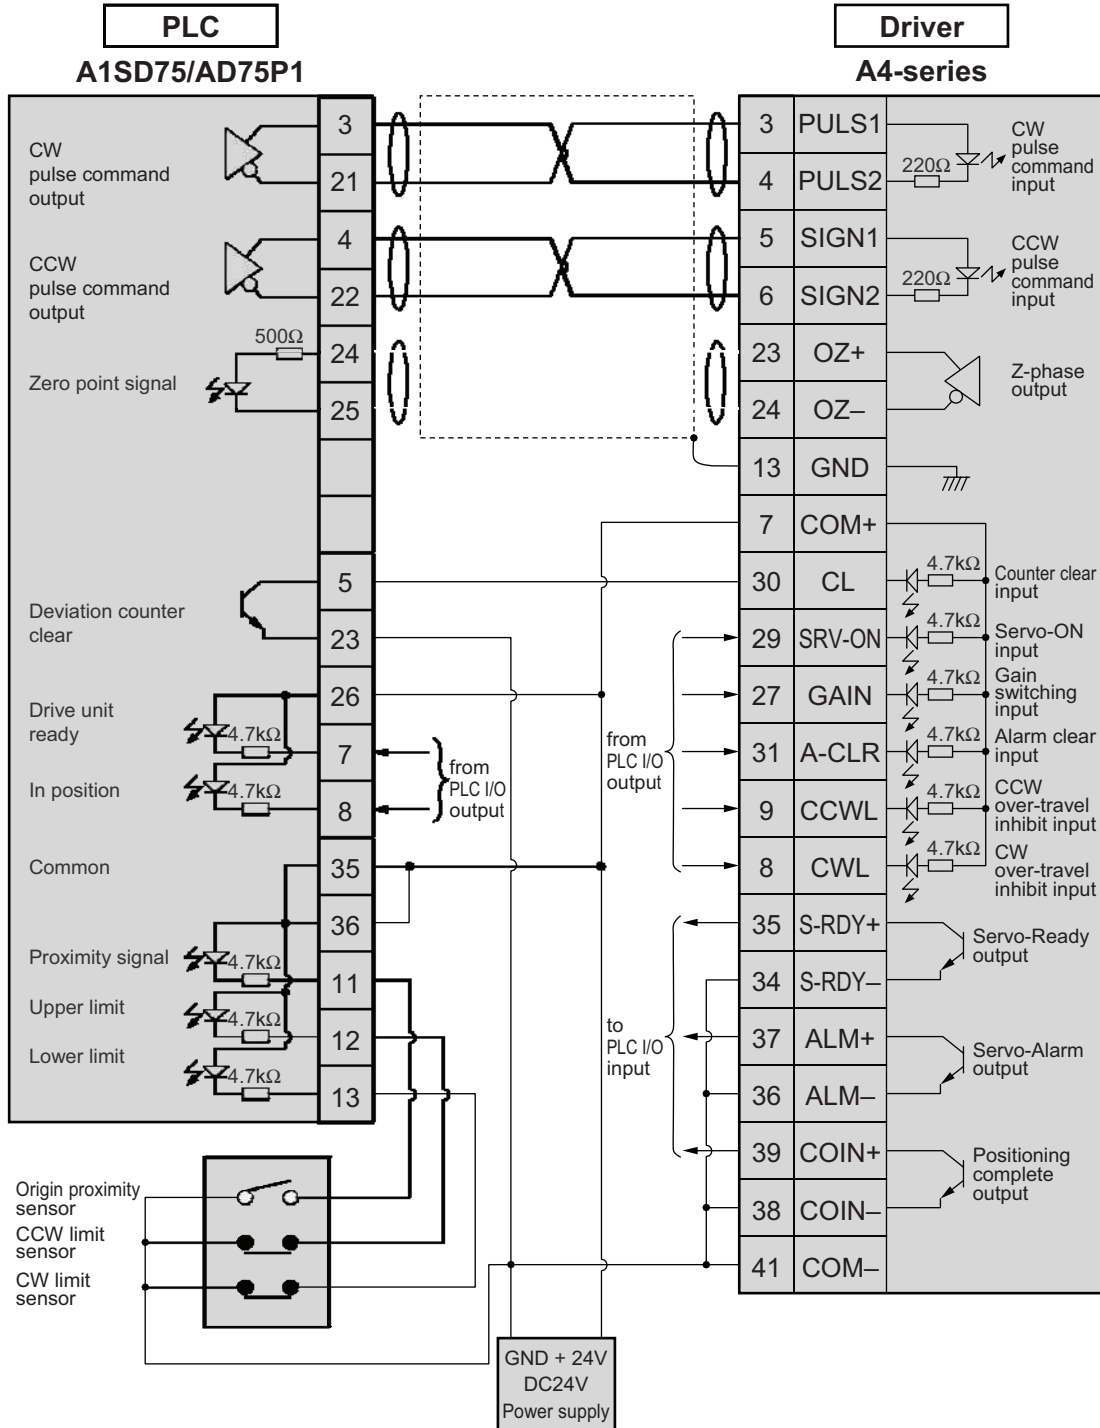 PLC
Driver
A1SD75/AD75P1
A4-series
CW
pulse command
output
3
21
CCW
pulse command
output
4
22
500Ω
24
Zero point signal
25
Deviation counter
clear
5
23
Drive unit
ready
26
4.7kΩ
7
In position
4.7kΩ
8
from
PLC I/O
output
Common
35
36
Proximity signal
4.7kΩ
11
Upper limit
4.7kΩ
12
Lower limit
4.7kΩ
13
Origin proximity
sensor
CCW limit
sensor
CW limit
sensor
GND + 24V
DC24V
Power supply
3 PULS1
4 PULS2
220Ω
CW
pulse
command
input
5 SIGN1
6 SIGN2
220Ω
CCW
pulse
command
input
23 OZ+
24 OZ–
Z-phase
output
13 GND
7 COM+
30 CL
4.7kΩ
Counter clear
input
29 SRV-ON
4.7kΩ
Servo-ON
input
27 GAIN
4.7kΩ
Gain
switching
input
31 A-CLR
4.7kΩ
Alarm clear
input
9 CCWL
4.7kΩ
CCW
over-travel
inhibit input
8 CWL
4.7kΩ
CW
over-travel
inhibit input
from
PLC I/O
output
35 S-RDY+
34 S-RDY–
Servo-Ready
output
37 ALM+
36 ALM–
Servo-Alarm
output
39 COIN+
38 COIN–
Positioning
complete
output
41 COM–
to
PLC I/O
input